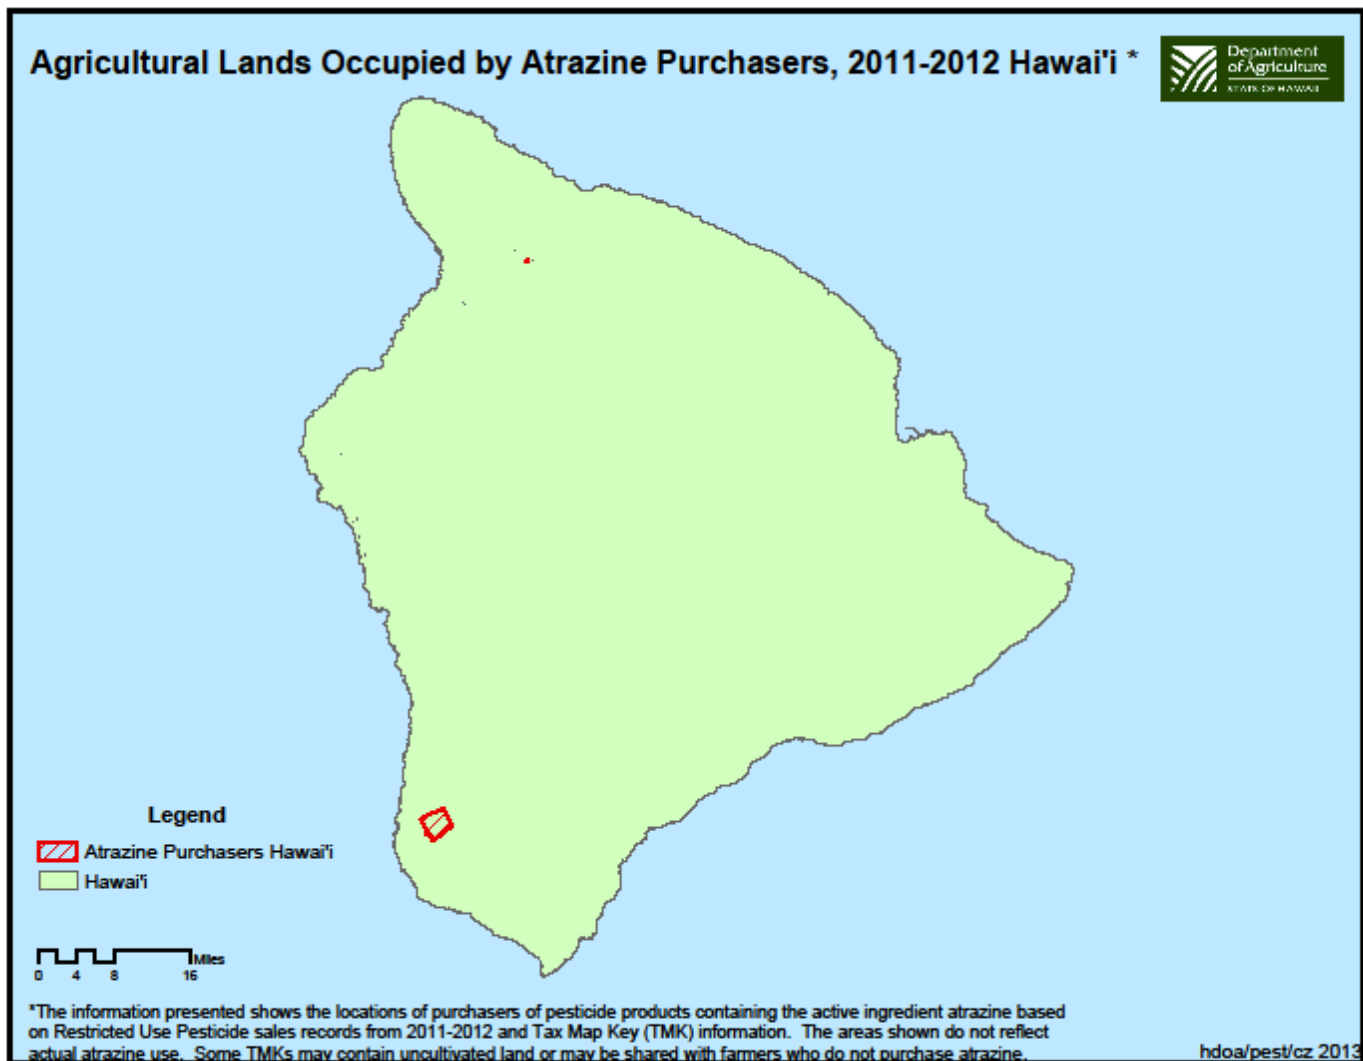 Agricultural Lands Occupied by Atrazine Purchasers, 2011-2012 Hawai'i *
Department
of Agriculture
STATE OF HAWAII
Legend
Atrazine Purchasers Hawai'i
Hawai'i
Miles
0 4 8 16
*The information presented shows the locations of purchasers of pesticide products containing the active ingredient atrazine based
on Restricted Use Pesticide sales records from 2011-2012 and Tax Map Key (TMK) information. The areas shown do not reflect
actual atrazine use. Some TMKs may contain uncultivated land or may be shared with farmers who do not purchase atrazine.
hdoa/pest/cz 2013